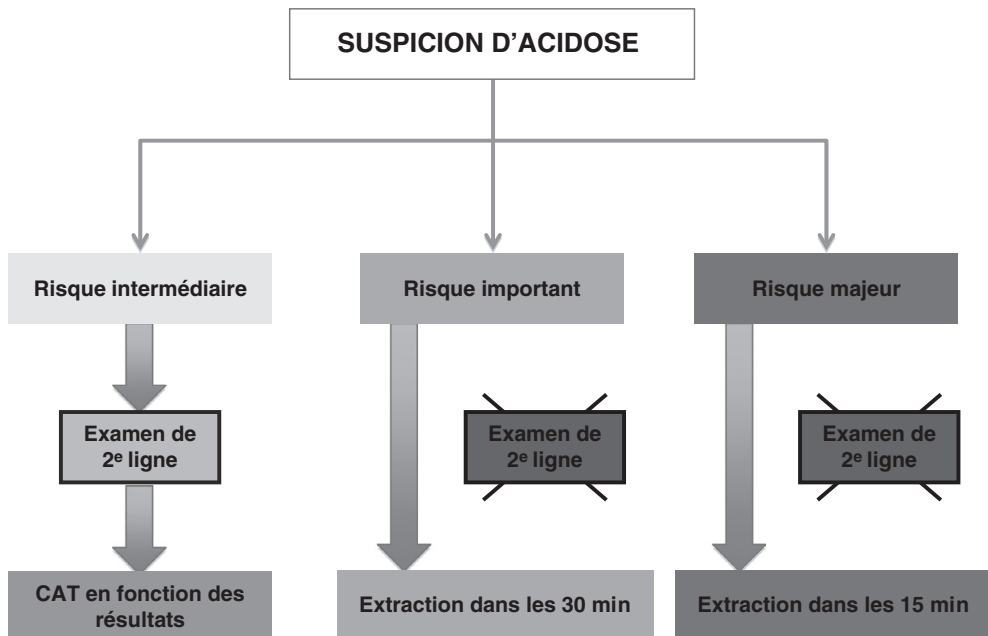 SUSPICION D'ACIDOSE
Risque intermédiaire
Risque important
Risque majeur
Examen de
2e ligne
Examen de
2e ligne
Examen de
2e ligne
CAT en fonction des
résultats
Extraction dans les 30 min
Extraction dans les 15 min